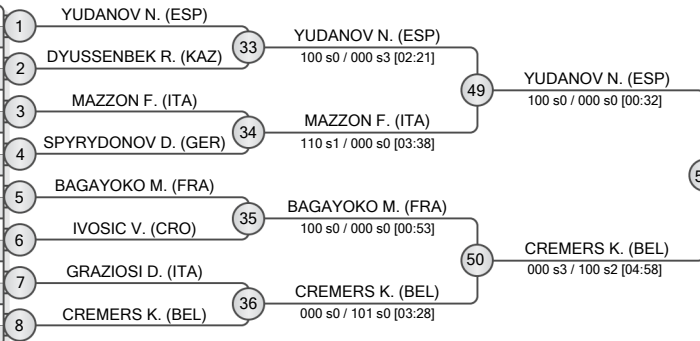 1 YUDANOV N. (ESP)
2 DYUSSENBEK R. (KAZ)
33 YUDANOV N. (ESP)
100 s0 / 000 s3 [02:21]
3 MAZZON F. (ITA)
4 SPYRYDONOV D. (GER)
34 MAZZON F. (ITA)
110 s1 / 000 s0 [03:38]
49 YUDANOV N. (ESP)
100 s0 / 000 s0 [00:32]
5 BAGAYOKO M. (FRA)
6 IVOSIC V. (CRO)
35 BAGAYOKO M. (FRA)
100 s0 / 000 s0 [00:53]
7 GRAZIOSI D. (ITA)
8 CREMERS K. (BEL)
36 CREMERS K. (BEL)
000 s0 / 101 s0 [03:28]
50 CREMERS K. (BEL)
000 s3 / 100 s2 [04:58]